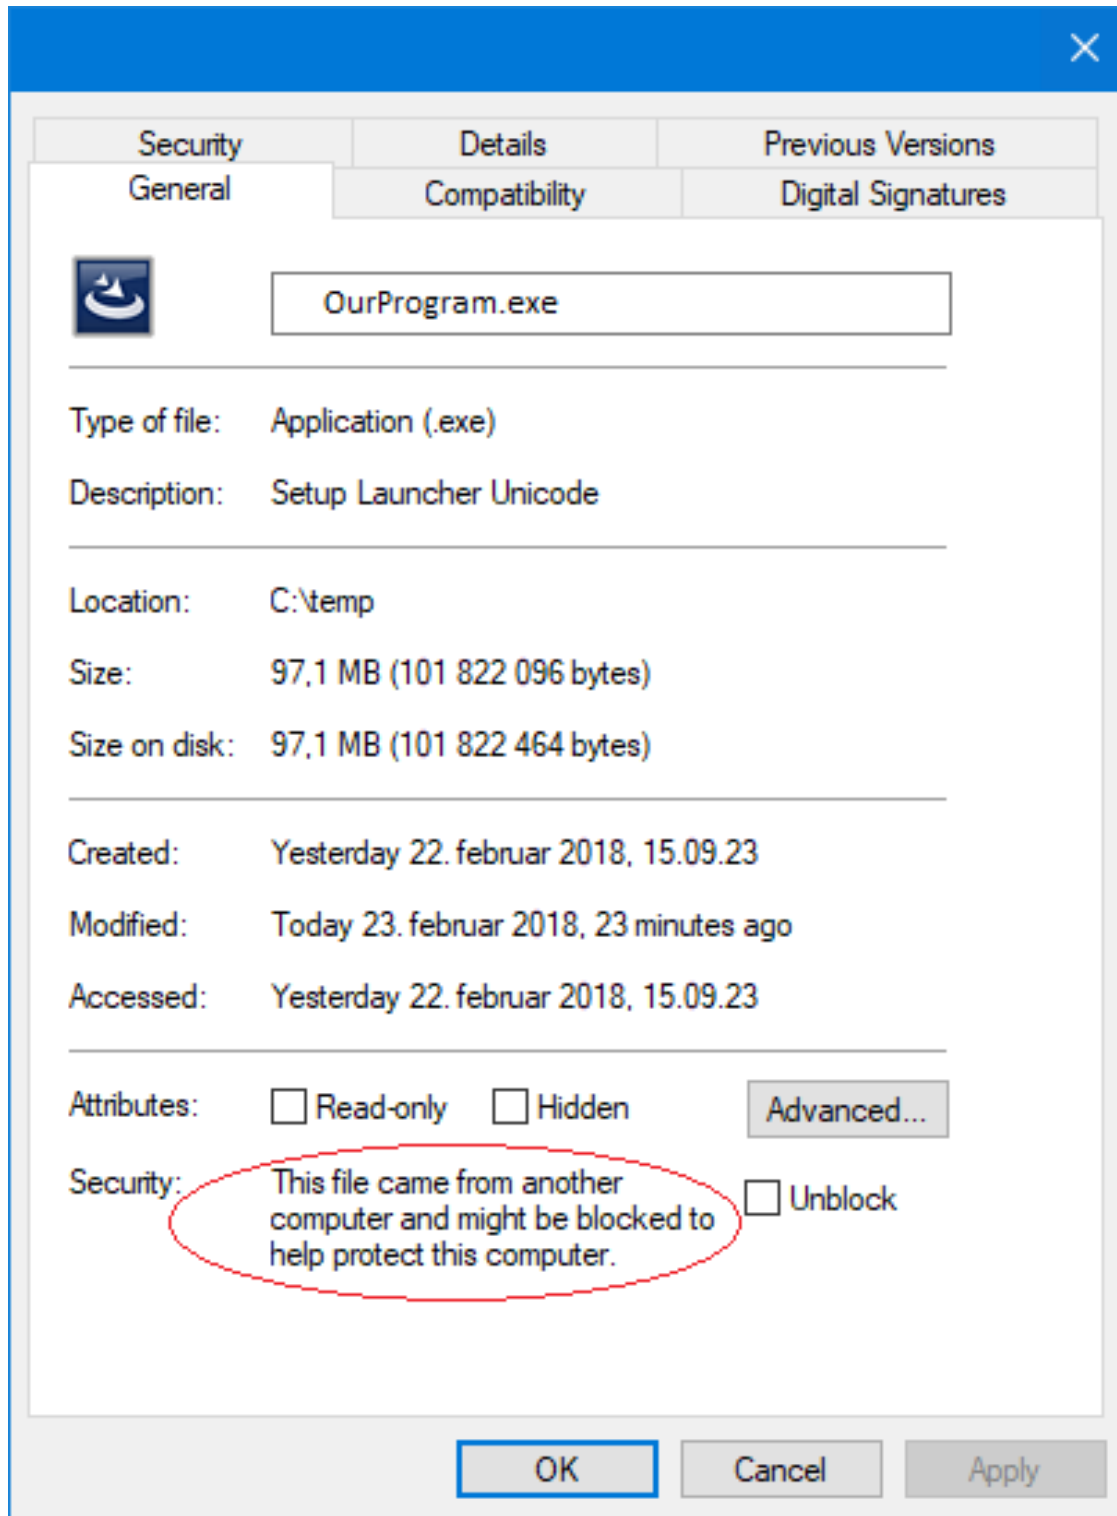 Security Details Previous Versions
General Compatibility Digital Signatures
OurProgram.exe
Type of file: Application (.exe)
Description: Setup Launcher Unicode
Location: C:\temp
Size: 97,1 MB (101 822 096 bytes)
Size on disk: 97,1 MB (101 822 464 bytes)
Created: Yesterday 22. februar 2018, 15.09.23
Modified: Today 23. februar 2018, 23 minutes ago
Accessed: Yesterday 22. februar 2018, 15.09.23
Attributes: Read-only Hidden Advanced...
Security: This file came from another
computer and might be blocked to Unblock
help protect this computer.
OK Cancel Apply